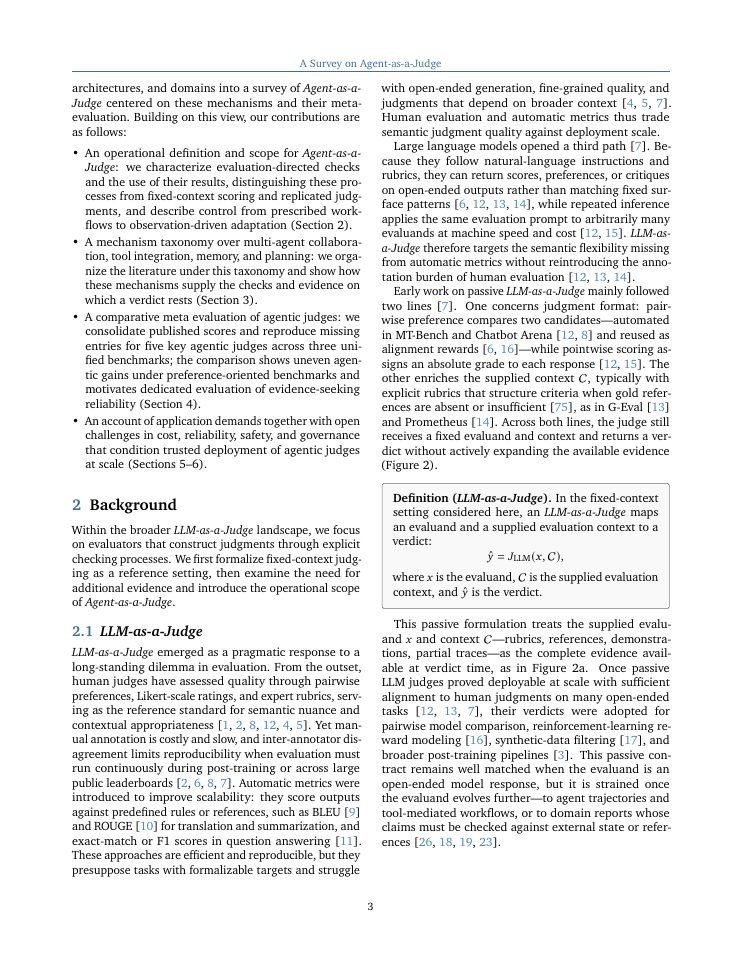 A Survey on Agent-as-a-Judge
architectures, and domains into a survey of Agent-as-a-
Judge centered on these mechanisms and their meta-
evaluation. Building on this view, our contributions are
as follows:
• An operational definition and scope for Agent-as-a-
Judge: we characterize evaluation-directed checks
and the use of their results, distinguishing these pro-
cesses from fixed-context scoring and replicated judg-
ments, and describe control from prescribed work-
flows to observation-driven adaptation (Section 2).
• A mechanism taxonomy over multi-agent collabora-
tion, tool integration, memory, and planning: we orga-
nize the literature under this taxonomy and show how
these mechanisms supply the checks and evidence on
which a verdict rests (Section 3).
• A comparative meta evaluation of agentic judges: we
consolidate published scores and reproduce missing
entries for five key agentic judges across three uni-
fied benchmarks; the comparison shows uneven agen-
tic gains under preference-oriented benchmarks and
motivates dedicated evaluation of evidence-seeking
reliability (Section 4).
• An account of application demands together with open
challenges in cost, reliability, safety, and governance
that condition trusted deployment of agentic judges
at scale (Sections 5–6).
2 Background
Within the broader LLM-as-a-Judge landscape, we focus
on evaluators that construct judgments through explicit
checking processes. We first formalize fixed-context judg-
ing as a reference setting, then examine the need for
additional evidence and introduce the operational scope
of Agent-as-a-Judge.
2.1 LLM-as-a-Judge
LLM-as-a-Judge emerged as a pragmatic response to a
long-standing dilemma in evaluation. From the outset,
human judges have assessed quality through pairwise
preferences, Likert-scale ratings, and expert rubrics, serv-
ing as the reference standard for semantic nuance and
contextual appropriateness [1, 2, 8, 12, 4, 5]. Yet man-
ual annotation is costly and slow, and inter-annotator dis-
agreement limits reproducibility when evaluation must
run continuously during post-training or across large
public leaderboards [2, 6, 8, 7]. Automatic metrics were
introduced to improve scalability: they score outputs
against predefined rules or references, such as BLEU [9]
and ROUGE [10] for translation and summarization, and
exact-match or F1 scores in question answering [11].
These approaches are efficient and reproducible, but they
presuppose tasks with formalizable targets and struggle
with open-ended generation, fine-grained quality, and
judgments that depend on broader context [4, 5, 7].
Human evaluation and automatic metrics thus trade
semantic judgment quality against deployment scale.
Large language models opened a third path [7]. Be-
cause they follow natural-language instructions and
rubrics, they can return scores, preferences, or critiques
on open-ended outputs rather than matching fixed sur-
face patterns [6, 12, 13, 14], while repeated inference
applies the same evaluation prompt to arbitrarily many
evaluands at machine speed and cost [12, 15]. LLM-as-
a-Judge therefore targets the semantic flexibility missing
from automatic metrics without reintroducing the anno-
tation burden of human evaluation [12, 13, 14].
Early work on passive LLM-as-a-Judge mainly followed
two lines [7]. One concerns judgment format: pair-
wise preference compares two candidates—automated
in MT-Bench and Chatbot Arena [12, 8] and reused as
alignment rewards [6, 16]—while pointwise scoring as-
signs an absolute grade to each response [12, 15]. The
other enriches the supplied context C, typically with
explicit rubrics that structure criteria when gold refer-
ences are absent or insufficient [75], as in G-Eval [13]
and Prometheus [14]. Across both lines, the judge still
receives a fixed evaluand and context and returns a ver-
dict without actively expanding the available evidence
(Figure 2).
Definition (LLM-as-a-Judge). In the fixed-context
setting considered here, an LLM-as-a-Judge maps
an evaluand and a supplied evaluation context to a
verdict:
ŷ = J_LLM(x, C),
where x is the evaluand, C is the supplied evaluation
context, and ŷ is the verdict.
This passive formulation treats the supplied evalu-
and x and context C—rubrics, references, demonstra-
tions, partial traces—as the complete evidence avail-
able at verdict time, as in Figure 2a. Once passive
LLM judges proved deployable at scale with sufficient
alignment to human judgments on many open-ended
tasks [12, 13, 7], their verdicts were adopted for
pairwise model comparison, reinforcement-learning re-
ward modeling [16], synthetic-data filtering [17], and
broader post-training pipelines [3]. This passive con-
tract remains well matched when the evaluand is an
open-ended model response, but it is strained once
the evaluand evolves further—to agent trajectories and
tool-mediated workflows, or to domain reports whose
claims must be checked against external state or refer-
ences [26, 18, 19, 23].
3